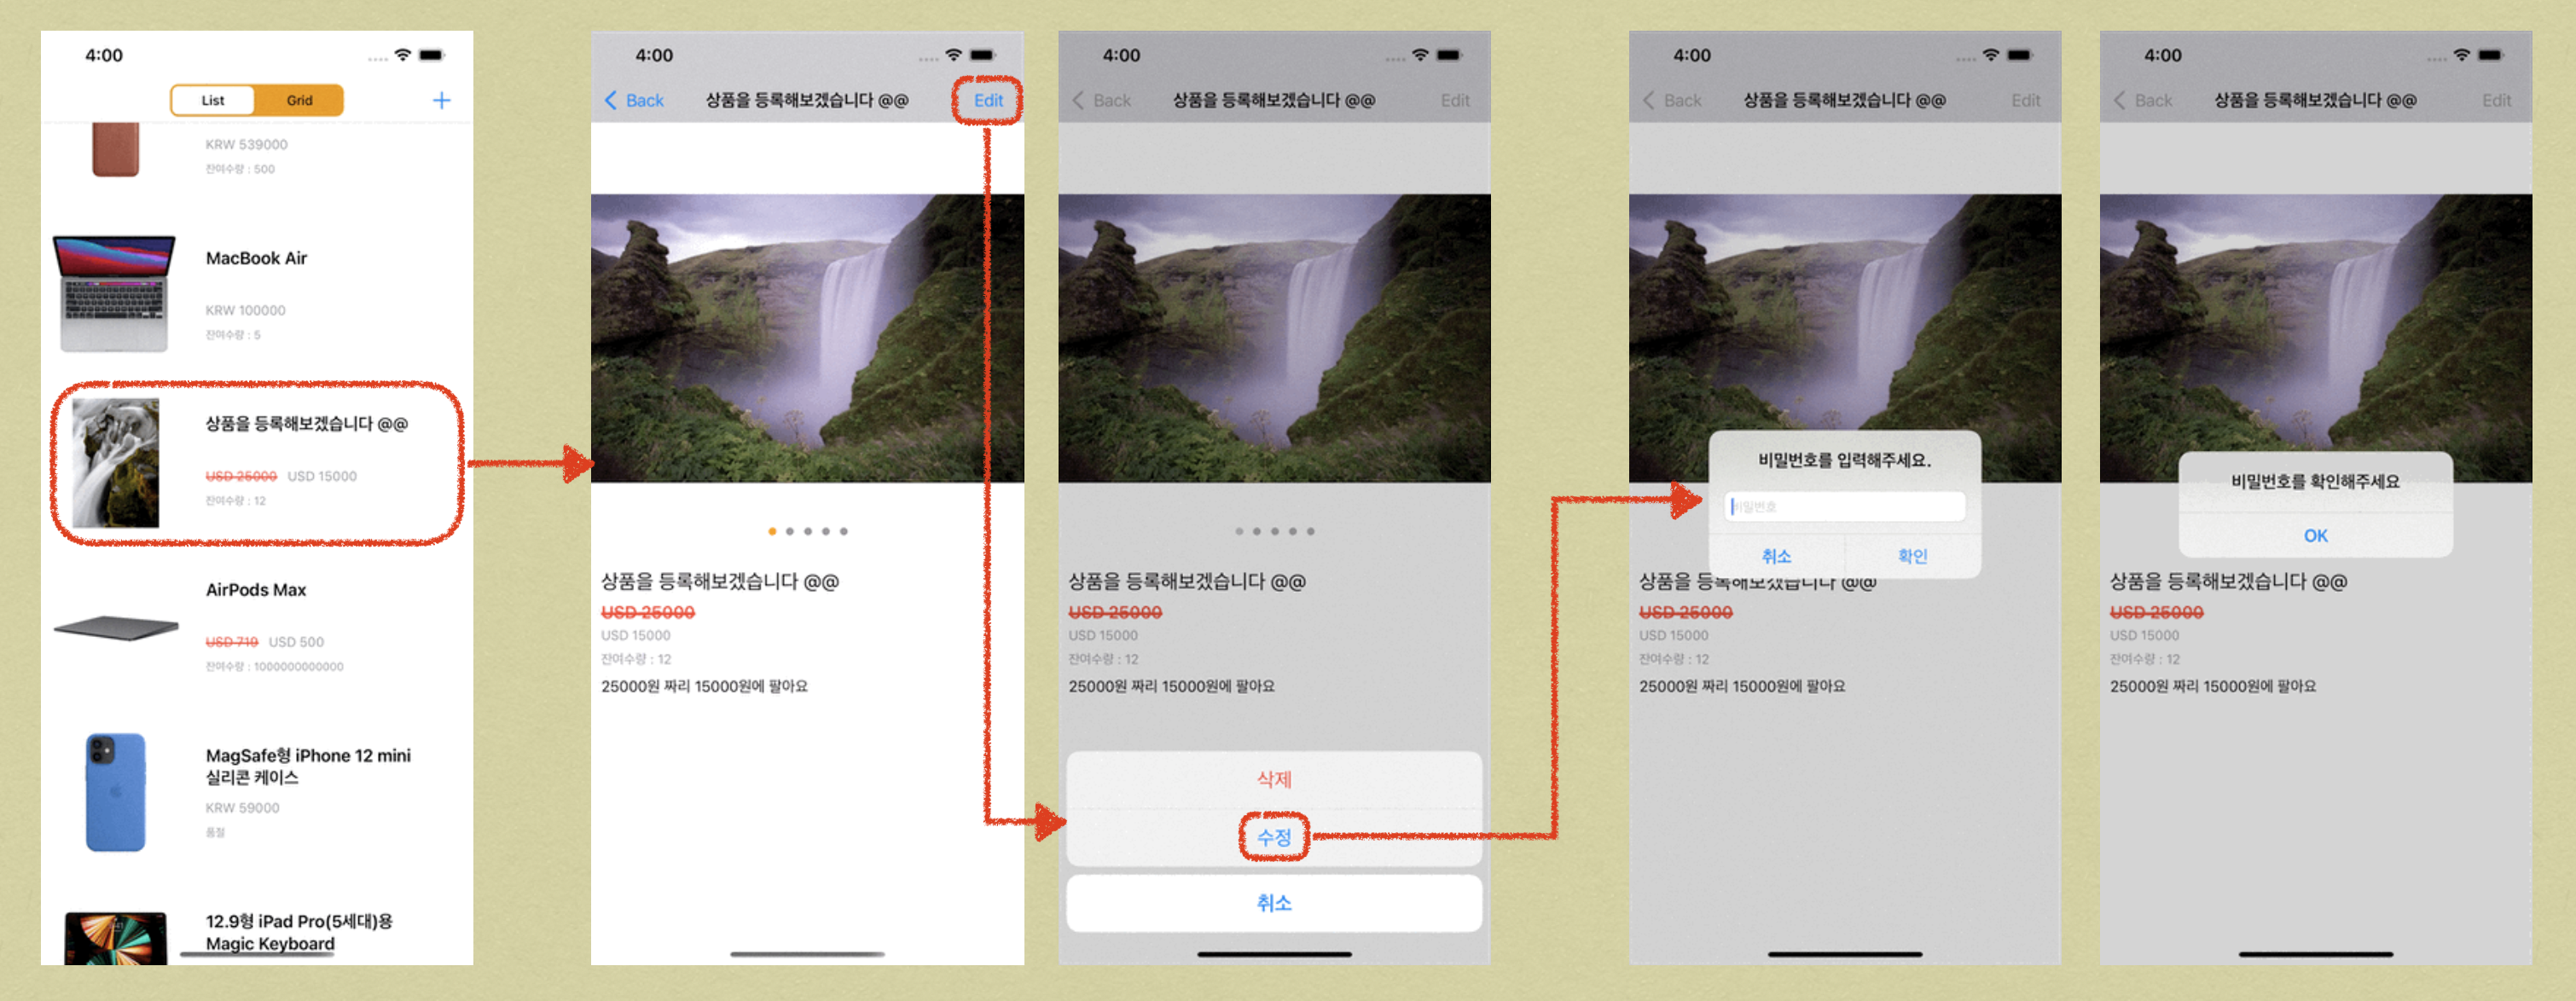 4:00
List Grid
KRW 539000
잔여수량 : 500
MacBook Air
KRW 100000
잔여수량 : 5
상품을 등록해보겠습니다 @@
USD 25000 USD 15000
잔여수량 : 12
AirPods Max
USD 719 USD 500
잔여수량 : 1000000000000
MagSafe형 iPhone 12 mini
실리콘 케이스
KRW 59000
품절
12.9형 iPad Pro(5세대)용
Magic Keyboard
4:00
Back 상품을 등록해보겠습니다 @@ Edit
상품을 등록해보겠습니다 @@
USD 25000
USD 15000
잔여수량 : 12
25000원 짜리 15000원에 팔아요
4:00
Back 상품을 등록해보겠습니다 @@ Edit
상품을 등록해보겠습니다 @@
USD 25000
USD 15000
잔여수량 : 12
25000원 짜리 15000원에 팔아요
삭제
수정
취소
4:00
Back 상품을 등록해보겠습니다 @@ Edit
비밀번호를 입력해주세요.
비밀번호
취소 확인
상품을 등록해보겠습니다 @@
USD 25000
USD 15000
잔여수량 : 12
25000원 짜리 15000원에 팔아요
4:00
Back 상품을 등록해보겠습니다 @@ Edit
비밀번호를 확인해주세요
OK
상품을 등록해보겠습니다 @@
USD 25000
USD 15000
잔여수량 : 12
25000원 짜리 15000원에 팔아요